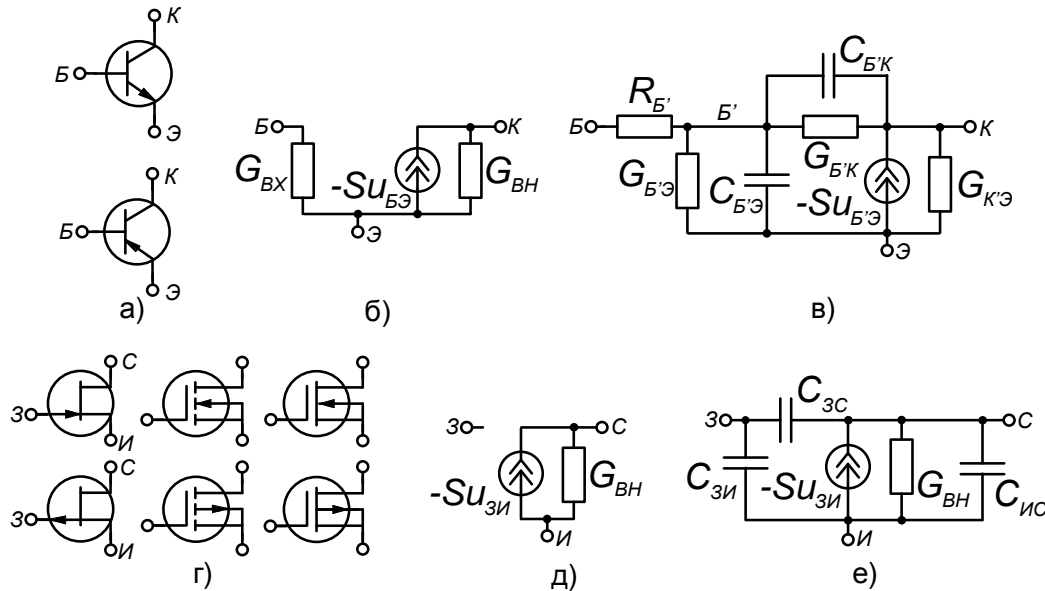 К
Б
Э
К
Б
Э
а)
Б
К
G_ВХ
-Su_БЭ
G_ВН
Э
б)
C_Б'К
R_Б'
Б'
Б
К
G_Б'К
G_Б'Э
C_Б'Э
-Su_Б'Э
G_К'Э
Э
в)
С
З
И
С
З
И
г)
З
С
-Su_ЗИ
G_ВН
И
д)
C_ЗС
З
С
C_ЗИ
-Su_ЗИ
G_ВН
C_ИС
И
е)